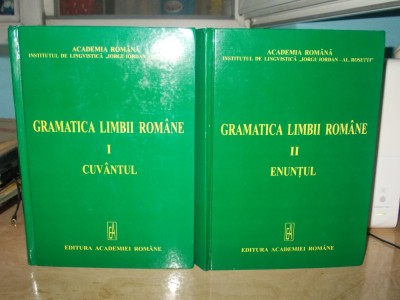 ACADEMIA ROMÂNĂ
INSTITUTUL DE LINGVISTICĂ „IORGU IORDAN
GRAMATICA LIMBII ROMÂNE
I
CUVÂNTUL
EDITURA ACADEMIEI ROMÂNE
ACADEMIA ROMÂNĂ
INSTITUTUL DE LINGVISTICĂ „IORGU IORDAN – AL. ROSETTI”
GRAMATICA LIMBII ROMÂNE
II
ENUNȚUL
EDITURA ACADEMIEI ROMÂNE